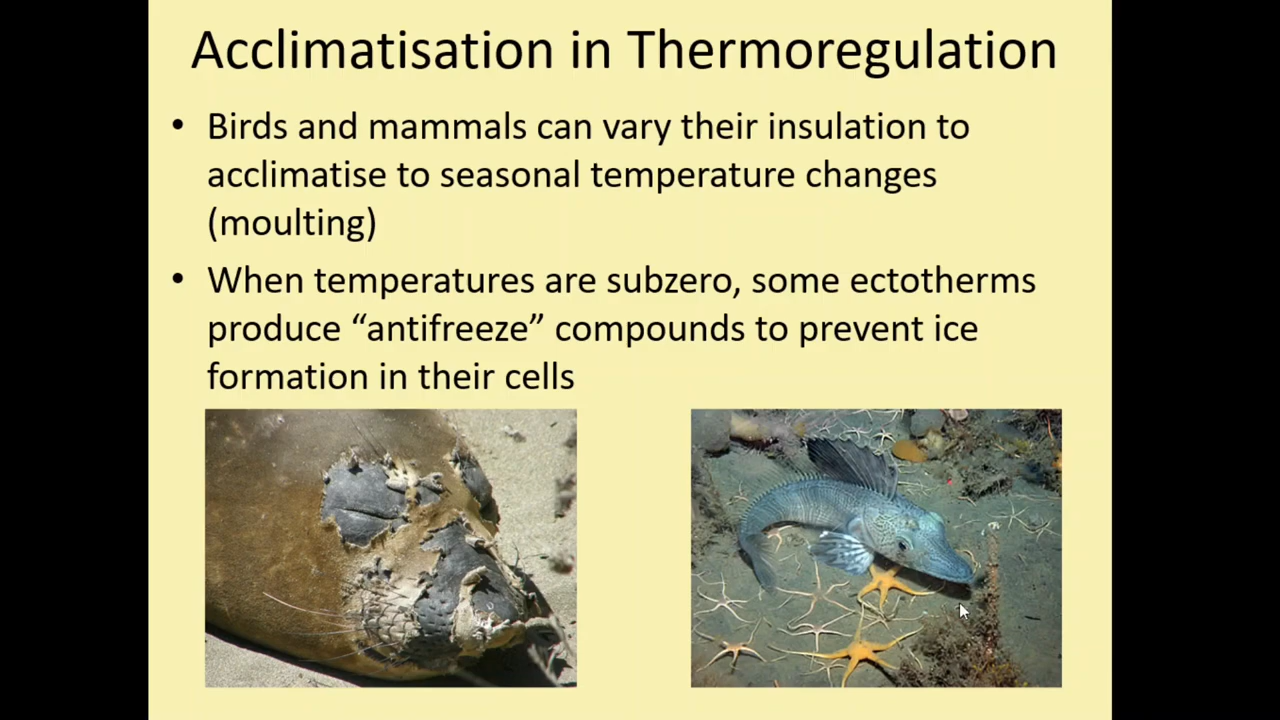 Acclimatisation in Thermoregulation
• Birds and mammals can vary their insulation to
acclimatise to seasonal temperature changes
(moulting)
• When temperatures are subzero, some ectotherms
produce “antifreeze” compounds to prevent ice
formation in their cells